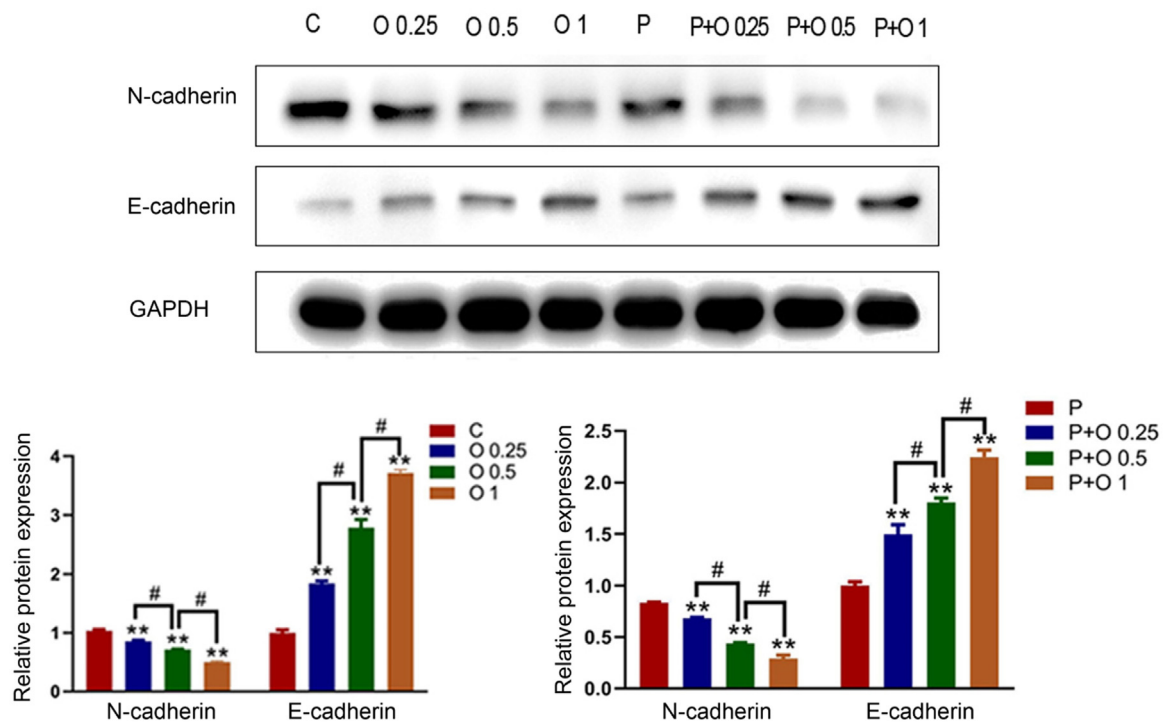 C O 0.25 O 0.5 O 1 P P+O 0.25 P+O 0.5 P+O 1
N-cadherin
E-cadherin
GAPDH
Relative protein expression
4
3
2
1
0
#
#
#
#
**
**
**
**
**
**
C
O 0.25
O 0.5
O 1
N-cadherin
E-cadherin
Relative protein expression
2.5
2.0
1.5
1.0
0.5
0.0
#
#
#
#
**
**
**
**
**
**
P
P+O 0.25
P+O 0.5
P+O 1
N-cadherin
E-cadherin